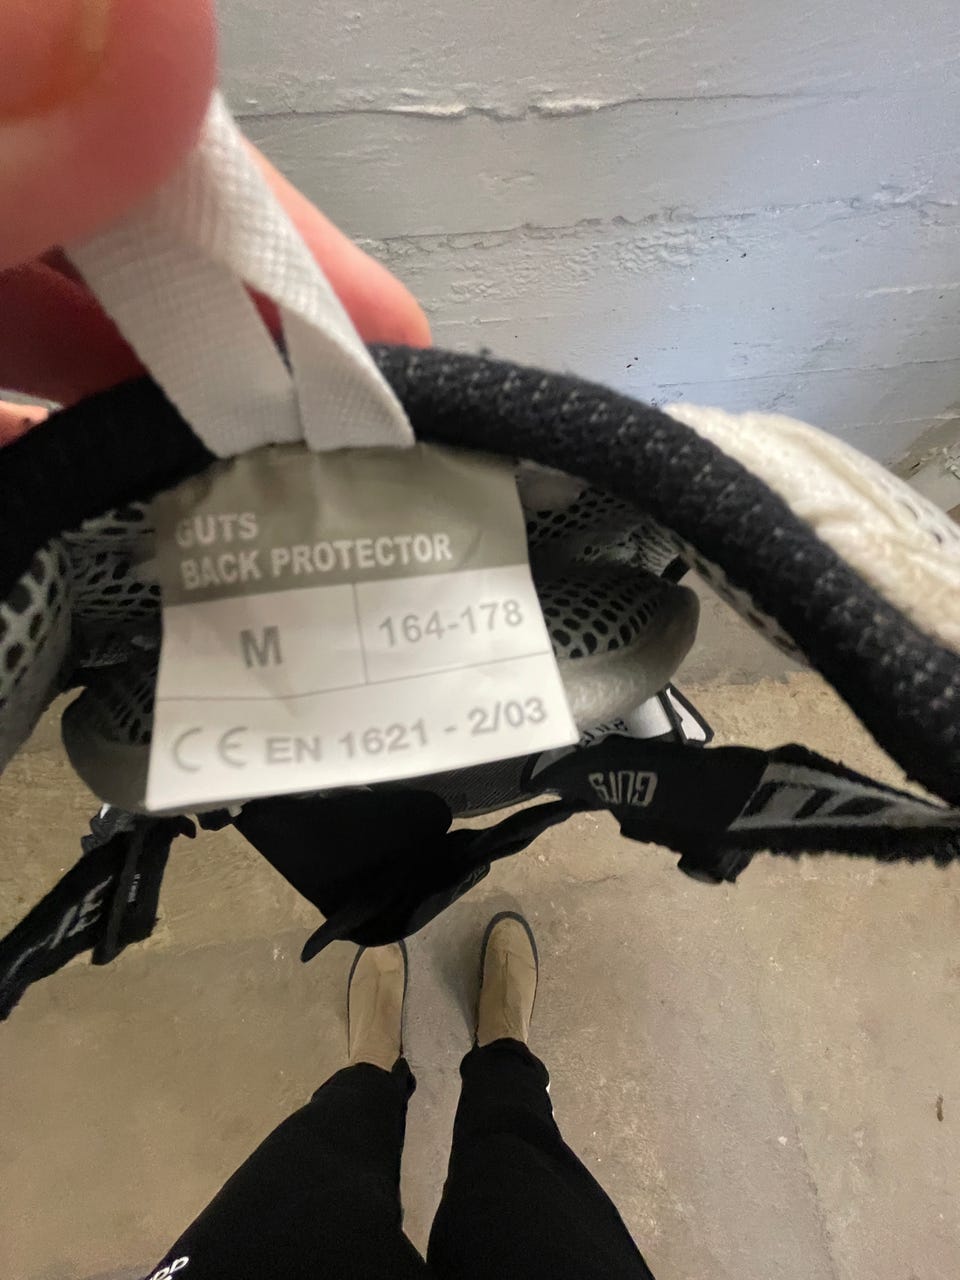 GUTS
BACK PROTECTOR
M
164-178
CE EN 1621 - 2/03
GUTS